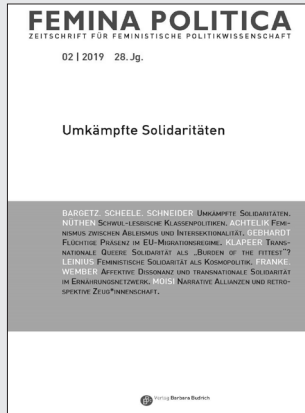 FEMINA POLITICA
ZEITSCHRIFT FÜR FEMINISTISCHE POLITIKWISSENSCHAFT
02 | 2019 28. Jg.
Umkämpfte Solidaritäten
BARGETZ. SCHEELE. SCHNEIDER UMKÄMPFTE SOLIDARITÄTEN.
NÜTHEN SCHWUL-LESBISCHE KLASSENPOLITIKEN. ACHTELIK FEMI-
NISMUS ZWISCHEN ABLEISMUS UND INTERSEKTIONALITÄT. GEBHARDT
FLÜCHTIGE PRÄSENZ IM EU-MIGRATIONSREGIME. KLAPEER TRANS-
NATIONALE QUEERE SOLIDARITÄT ALS „BURDEN OF THE FITTEST“?
LEINIUS FEMINISTISCHE SOLIDARITÄT ALS KOSMOPOLITIK. FRANKE.
WEMBER AFFEKTIVE DISSONANZ UND TRANSNATIONALE SOLIDARITÄT
IM ERNÄHRUNGSNETZWERK. MOISI NARRATIVE ALLIANZEN UND RETRO-
SPEKTIVE ZEUG*INNENSCHAFT.
Verlag Barbara Budrich